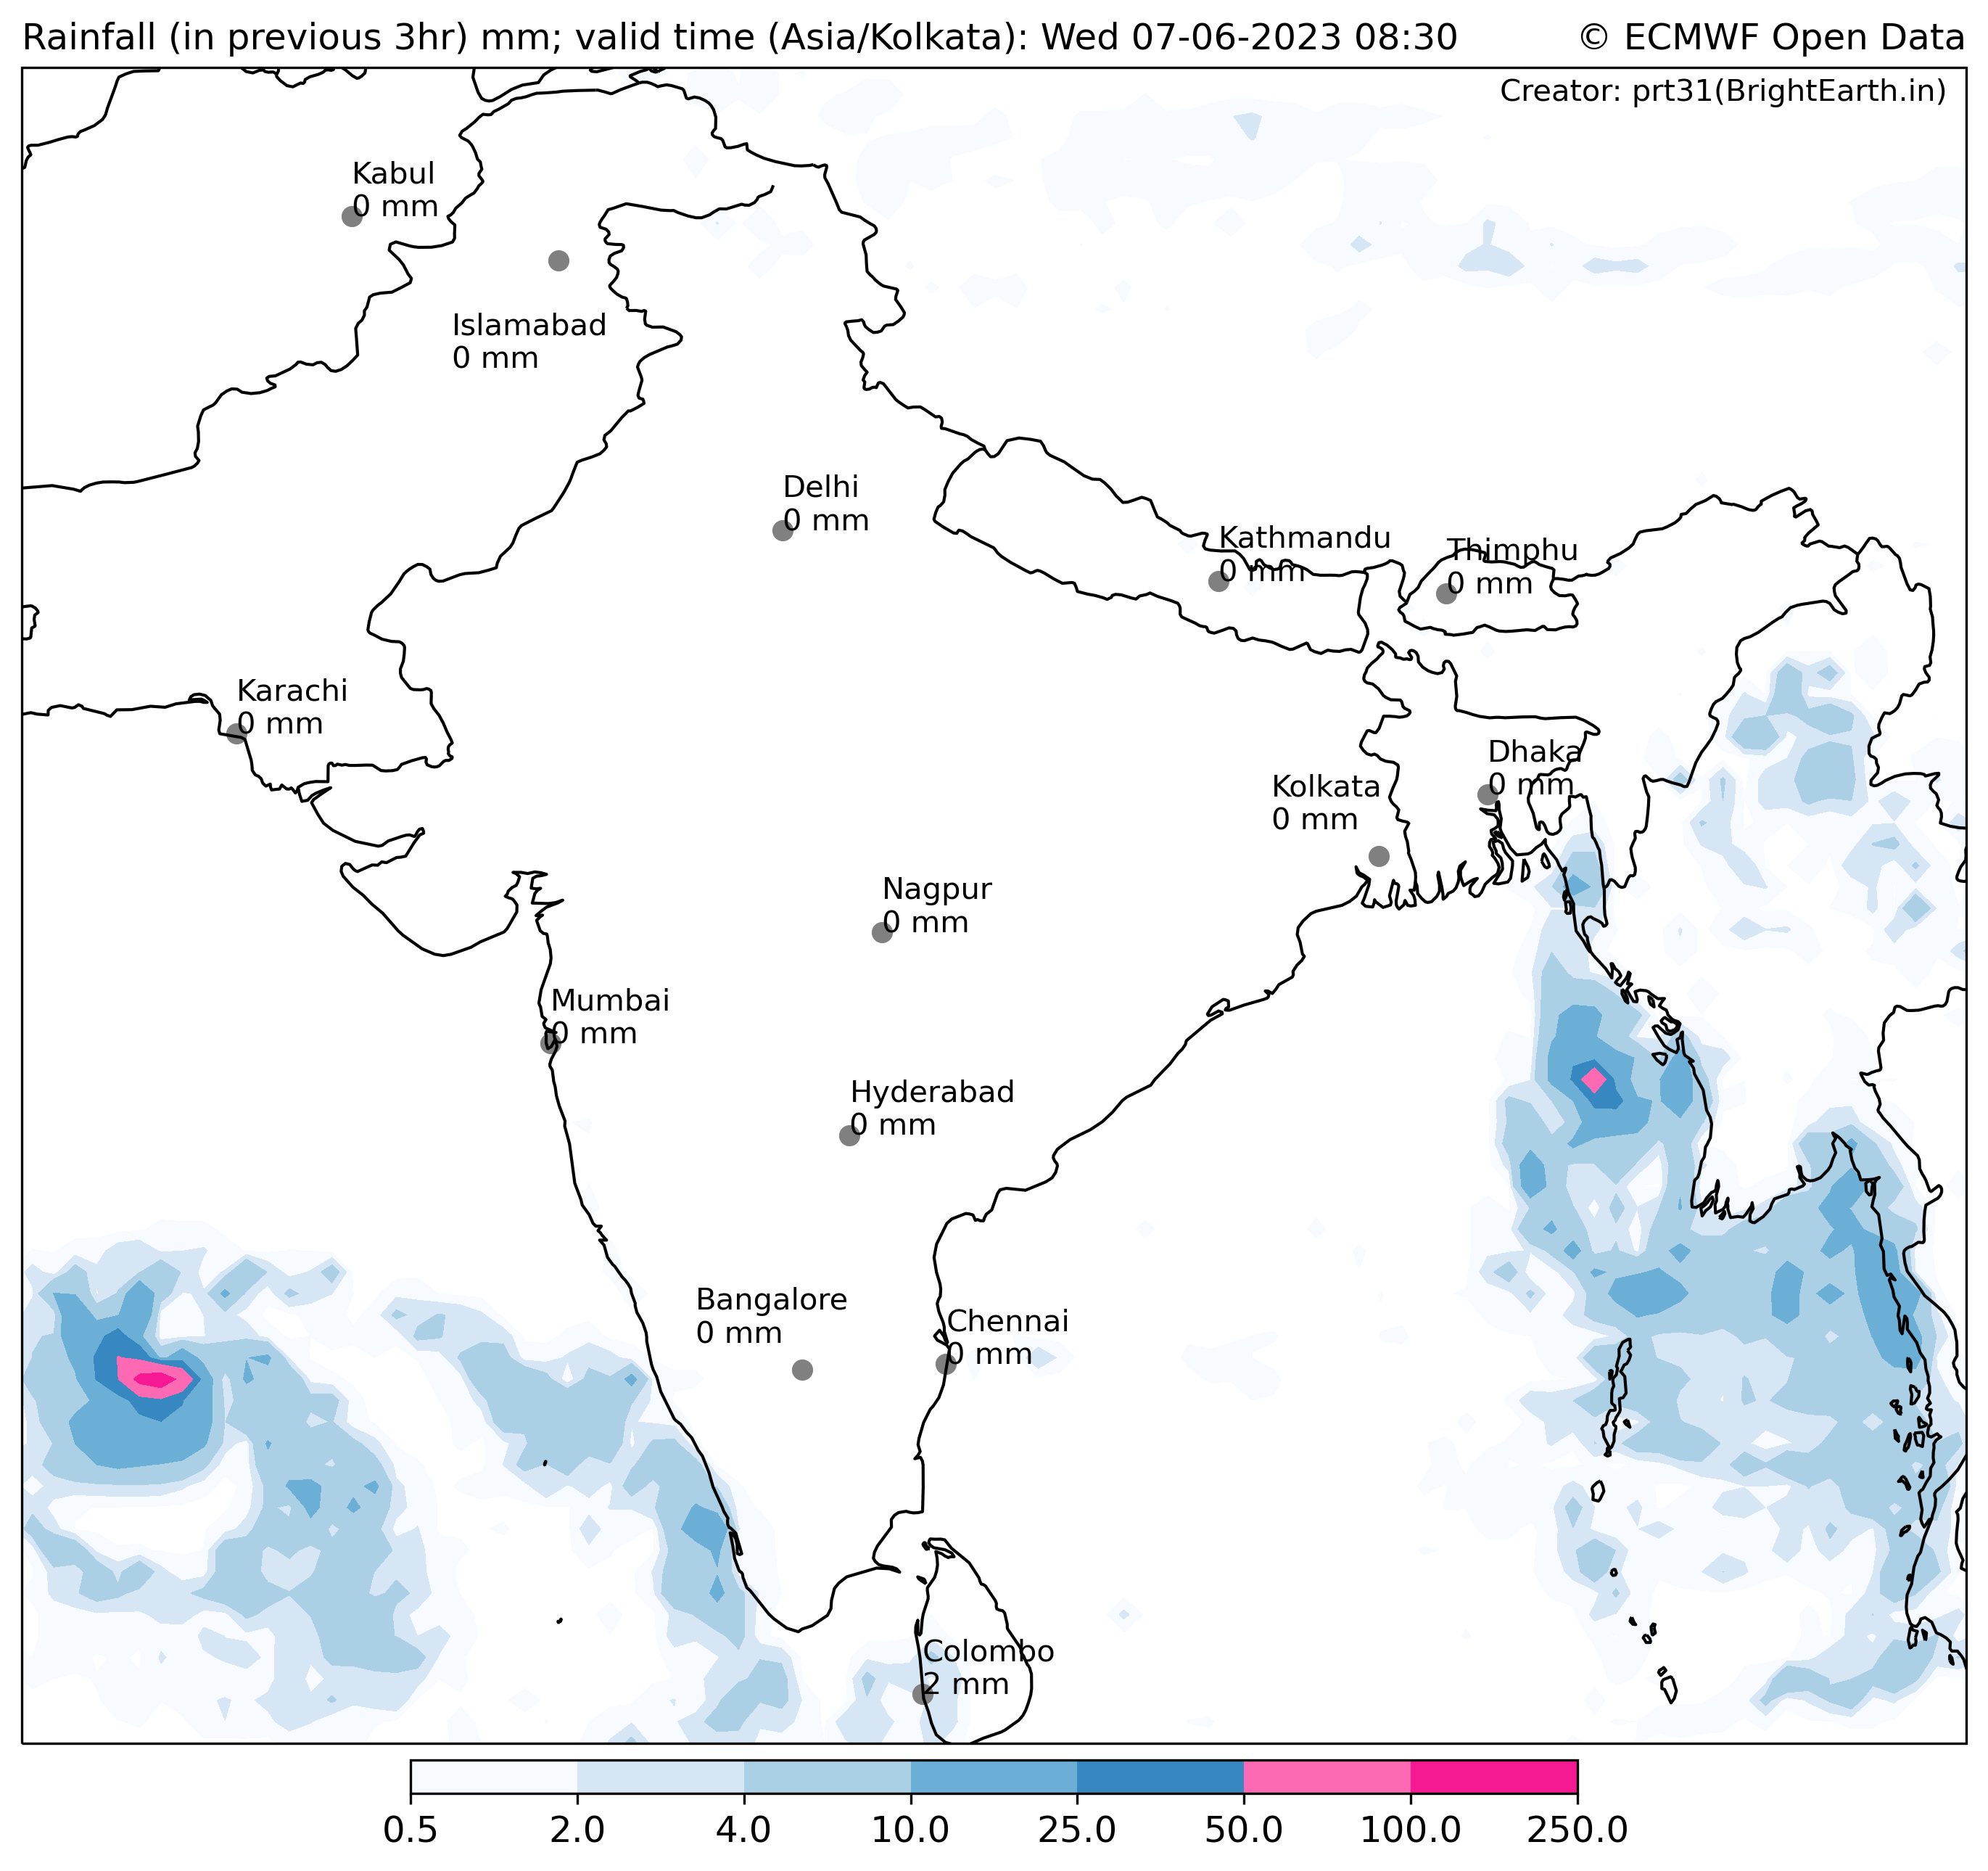 Rainfall (in previous 3hr) mm; valid time (Asia/Kolkata): Wed 07-06-2023 08:30 © ECMWF Open Data
Creator: prt31(BrightEarth.in)
Kabul
0 mm
Islamabad
0 mm
Delhi
0 mm
Kathmandu
0 mm
Thimphu
0 mm
Karachi
0 mm
Dhaka
0 mm
Kolkata
0 mm
Nagpur
0 mm
Mumbai
0 mm
Hyderabad
0 mm
Bangalore
0 mm
Chennai
0 mm
Colombo
2 mm
0.5 2.0 4.0 10.0 25.0 50.0 100.0 250.0